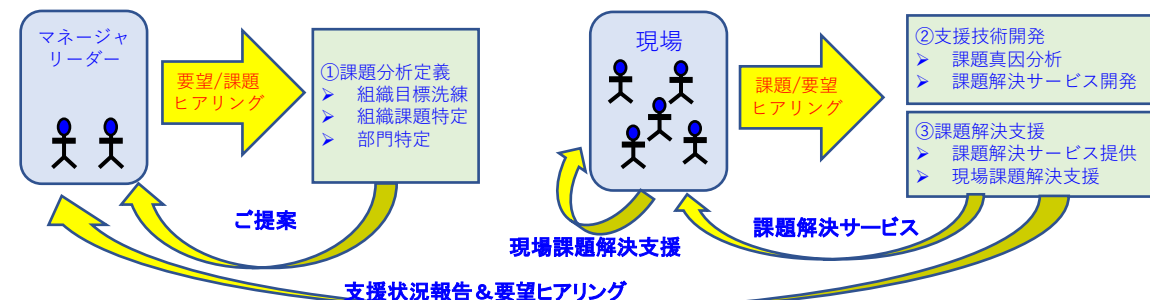 マネージャ
リーダー
要望/課題
ヒアリング
①課題分析定義
➢ 組織目標洗練
➢ 組織課題特定
➢ 部門特定
現場
課題/要望
ヒアリング
②支援技術開発
➢ 課題真因分析
➢ 課題解決サービス開発
③課題解決支援
➢ 課題解決サービス提供
➢ 現場課題解決支援
ご提案
現場課題解決支援
課題解決サービス
支援状況報告＆要望ヒアリング